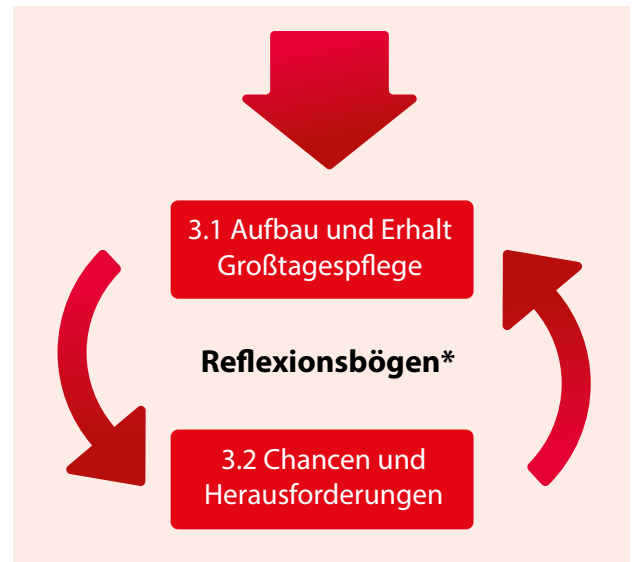 3.1 Aufbau und Erhalt
Großtagespflege
Reflexionsbögen*
3.2 Chancen und
Herausforderungen